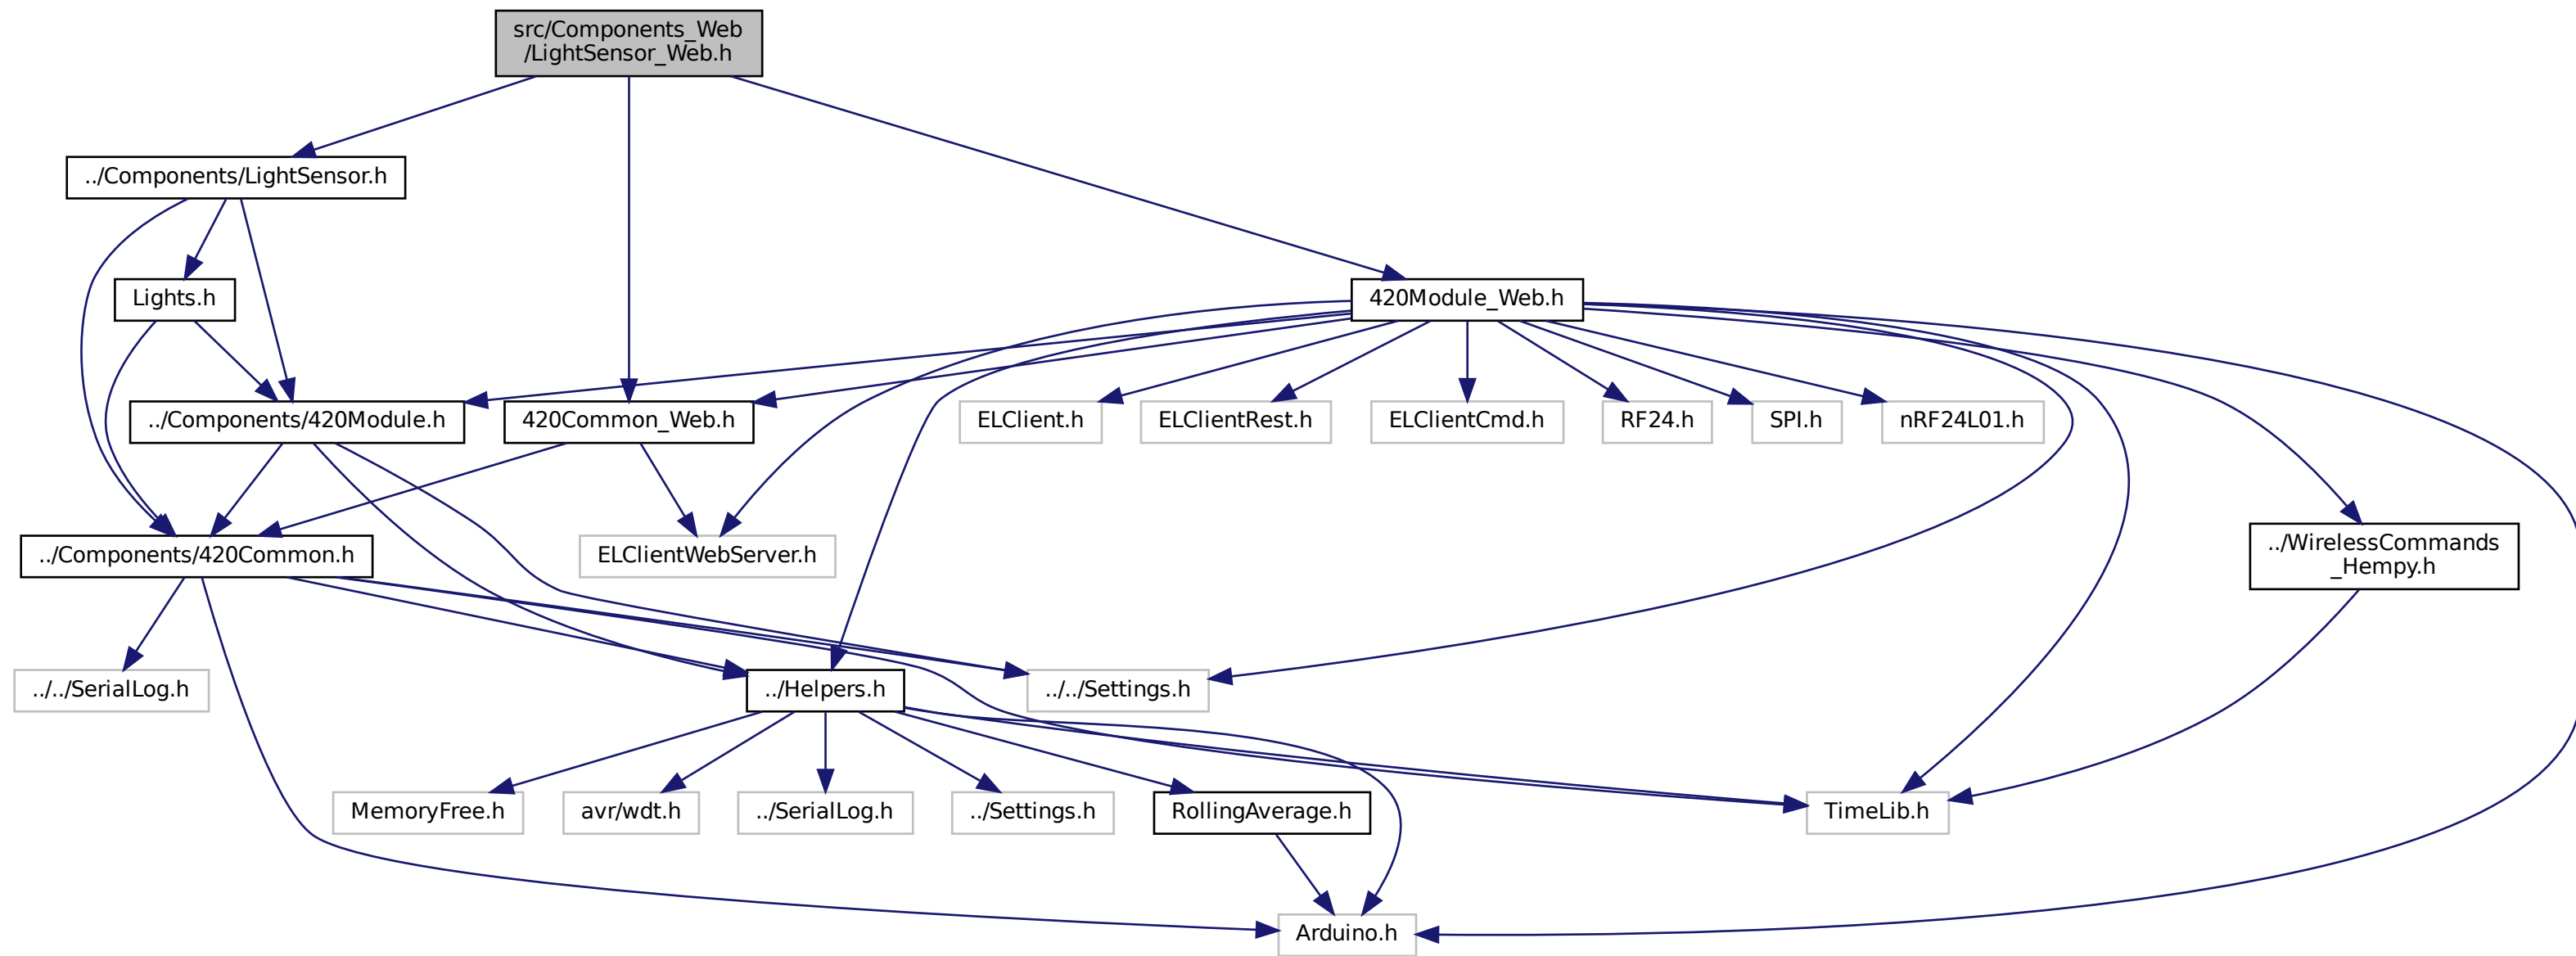 src/Components_Web
/LightSensor_Web.h
../Components/LightSensor.h
Lights.h
420Module_Web.h
../Components/420Module.h
420Common_Web.h
ELClient.h
ELClientRest.h
ELClientCmd.h
RF24.h
SPI.h
nRF24L01.h
../Components/420Common.h
ELClientWebServer.h
../WirelessCommands
_Hempy.h
../../SerialLog.h
../Helpers.h
../../Settings.h
MemoryFree.h
avr/wdt.h
../SerialLog.h
../Settings.h
RollingAverage.h
TimeLib.h
Arduino.h